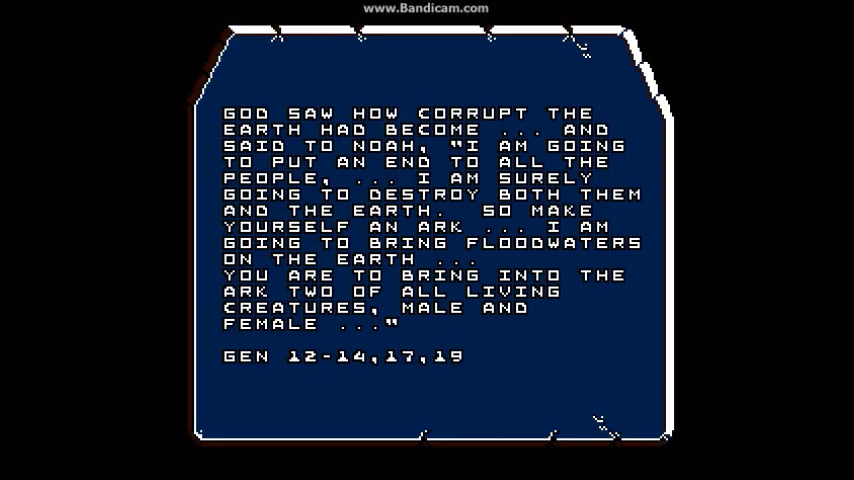 www.Bandicam.com
GOD SAW HOW CORRUPT THE
EARTH HAD BECOME ... AND
SAID TO NOAH, "I AM GOING
TO PUT AN END TO ALL THE
PEOPLE, ... I AM SURELY
GOING TO DESTROY BOTH THEM
AND THE EARTH. SO MAKE
YOURSELF AN ARK ... I AM
GOING TO BRING FLOODWATERS
ON THE EARTH ...
YOU ARE TO BRING INTO THE
ARK TWO OF ALL LIVING
CREATURES, MALE AND
FEMALE ..."
GEN 12-14,17,19